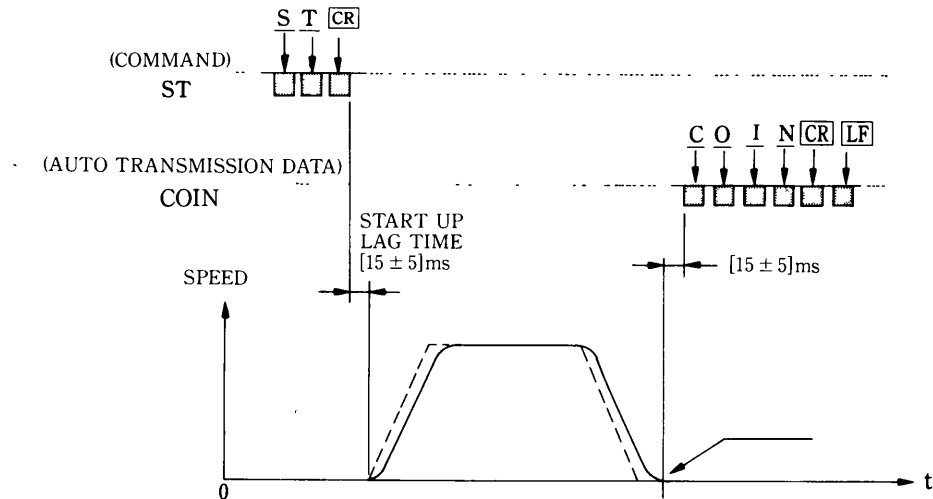 S T CR
(COMMAND)
ST
C O I N CR LF
(AUTO TRANSMISSION DATA)
COIN
START UP
LAG TIME
[15 ± 5]ms
[15 ± 5]ms
SPEED
0
t